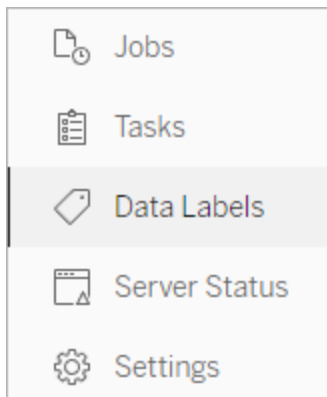 Jobs
Tasks
Data Labels
Server Status
Settings